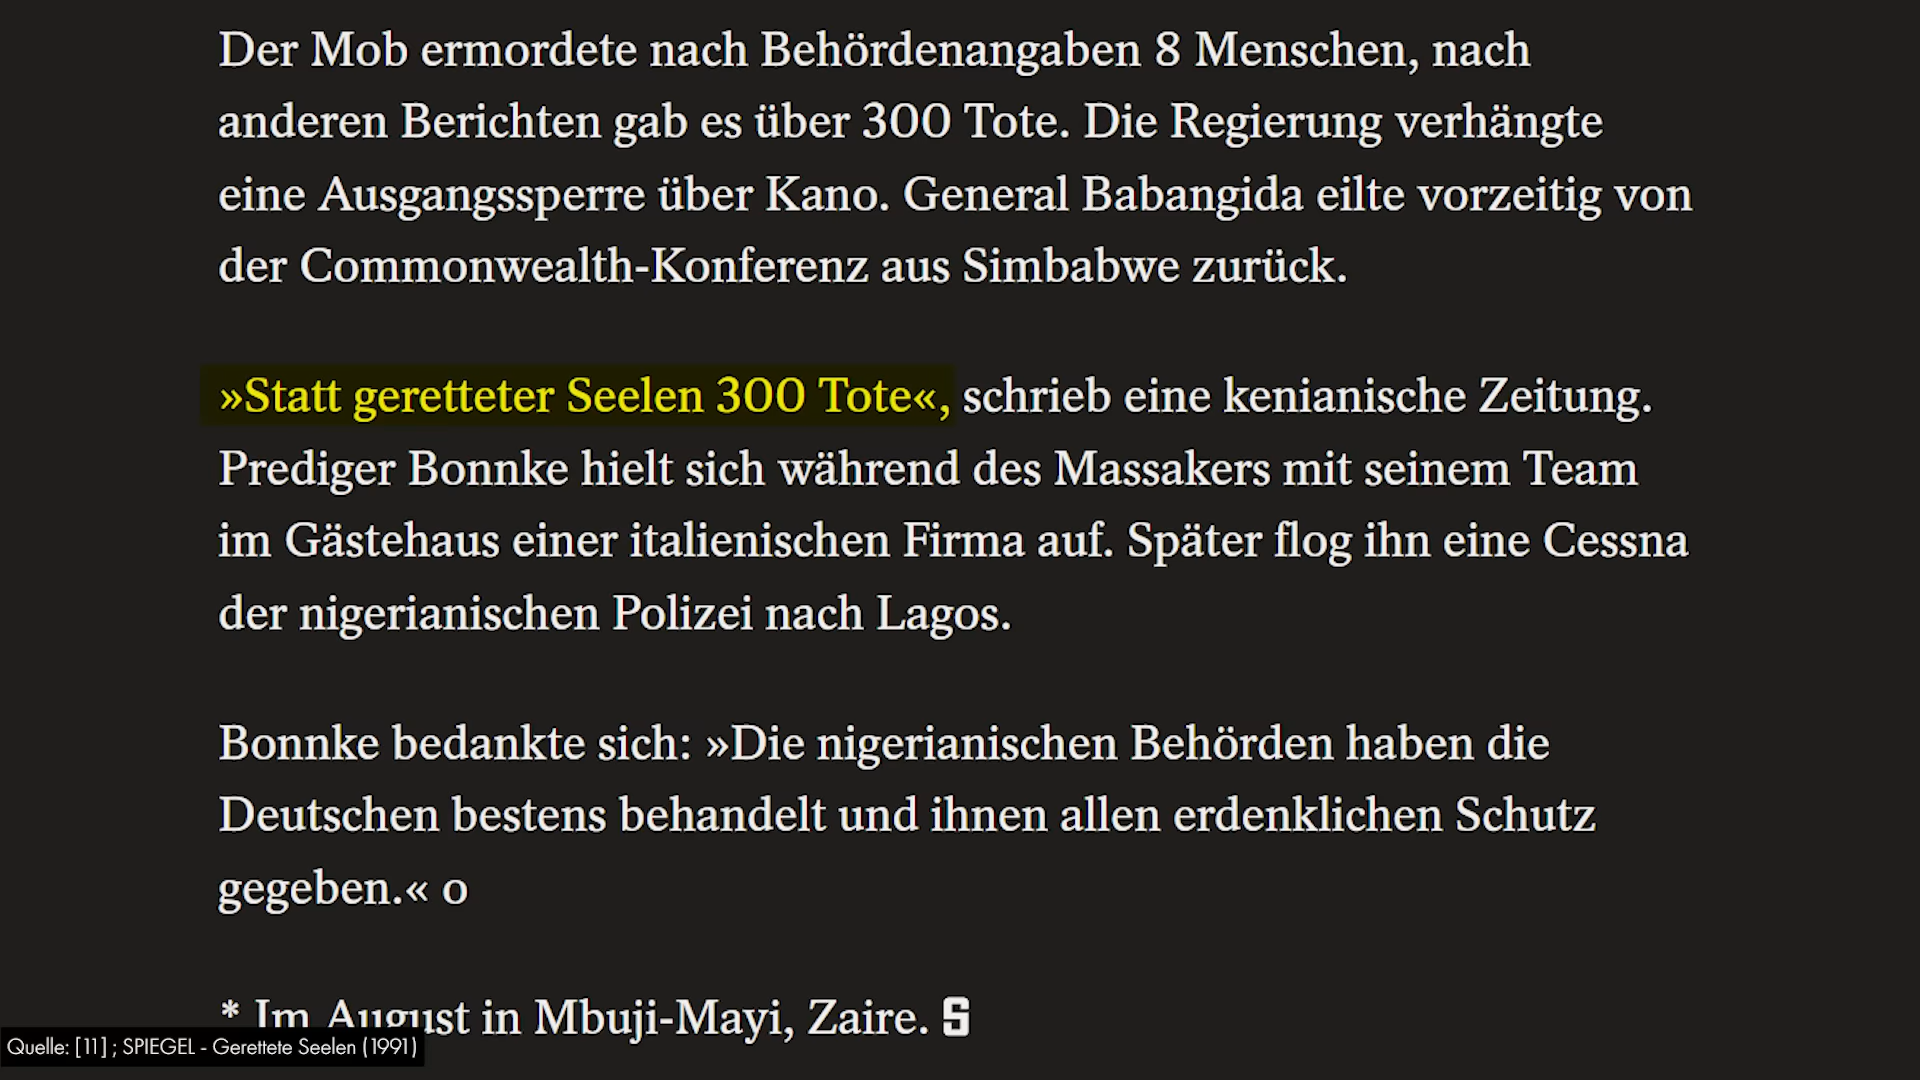 Der Mob ermordete nach Behördenangaben 8 Menschen, nach
anderen Berichten gab es über 300 Tote. Die Regierung verhängte
eine Ausgangssperre über Kano. General Babangida eilte vorzeitig von
der Commonwealth-Konferenz aus Simbabwe zurück.
»Statt geretteter Seelen 300 Tote«, schrieb eine kenianische Zeitung.
Prediger Bonnke hielt sich während des Massakers mit seinem Team
im Gästehaus einer italienischen Firma auf. Später flog ihn eine Cessna
der nigerianischen Polizei nach Lagos.
Bonnke bedankte sich: »Die nigerianischen Behörden haben die
Deutschen bestens behandelt und ihnen allen erdenklichen Schutz
gegeben.« o
* Im August in Mbuji-Mayi, Zaire. S
Quelle: [11] ; SPIEGEL - Gerettete Seelen (1991)